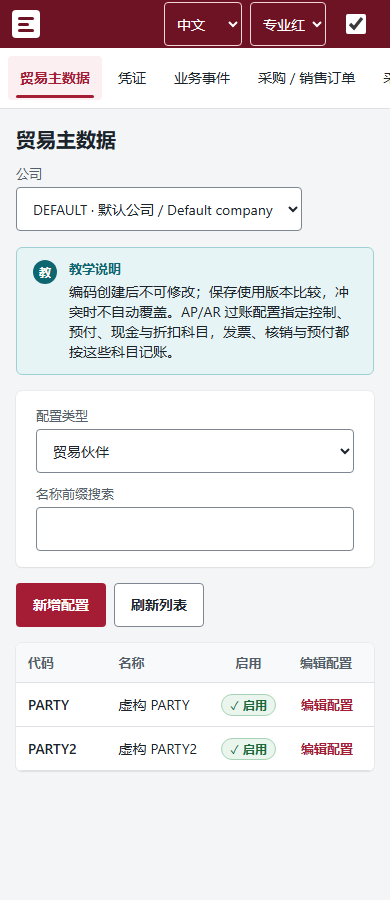 中文
专业红
贸易主数据
凭证
业务事件
采购 / 销售订单
贸易主数据
公司
DEFAULT · 默认公司 / Default company
教
教学说明
编码创建后不可修改；保存使用版本比较，冲
突时不自动覆盖。AP/AR 过账配置指定控制、
预付、现金与折扣科目，发票、核销与预付都
按这些科目记账。
配置类型
贸易伙伴
名称前缀搜索
新增配置
刷新列表
代码 名称 启用 编辑配置
PARTY 虚构 PARTY ✓ 启用 编辑配置
PARTY2 虚构 PARTY2 ✓ 启用 编辑配置